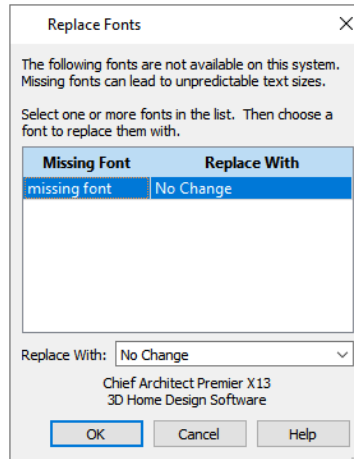 Replace Fonts
The following fonts are not available on this system.
Missing fonts can lead to unpredictable text sizes.
Select one or more fonts in the list. Then choose a
font to replace them with.
Missing Font Replace With
missing font No Change
Replace With: No Change
Chief Architect Premier X13
3D Home Design Software
OK Cancel Help